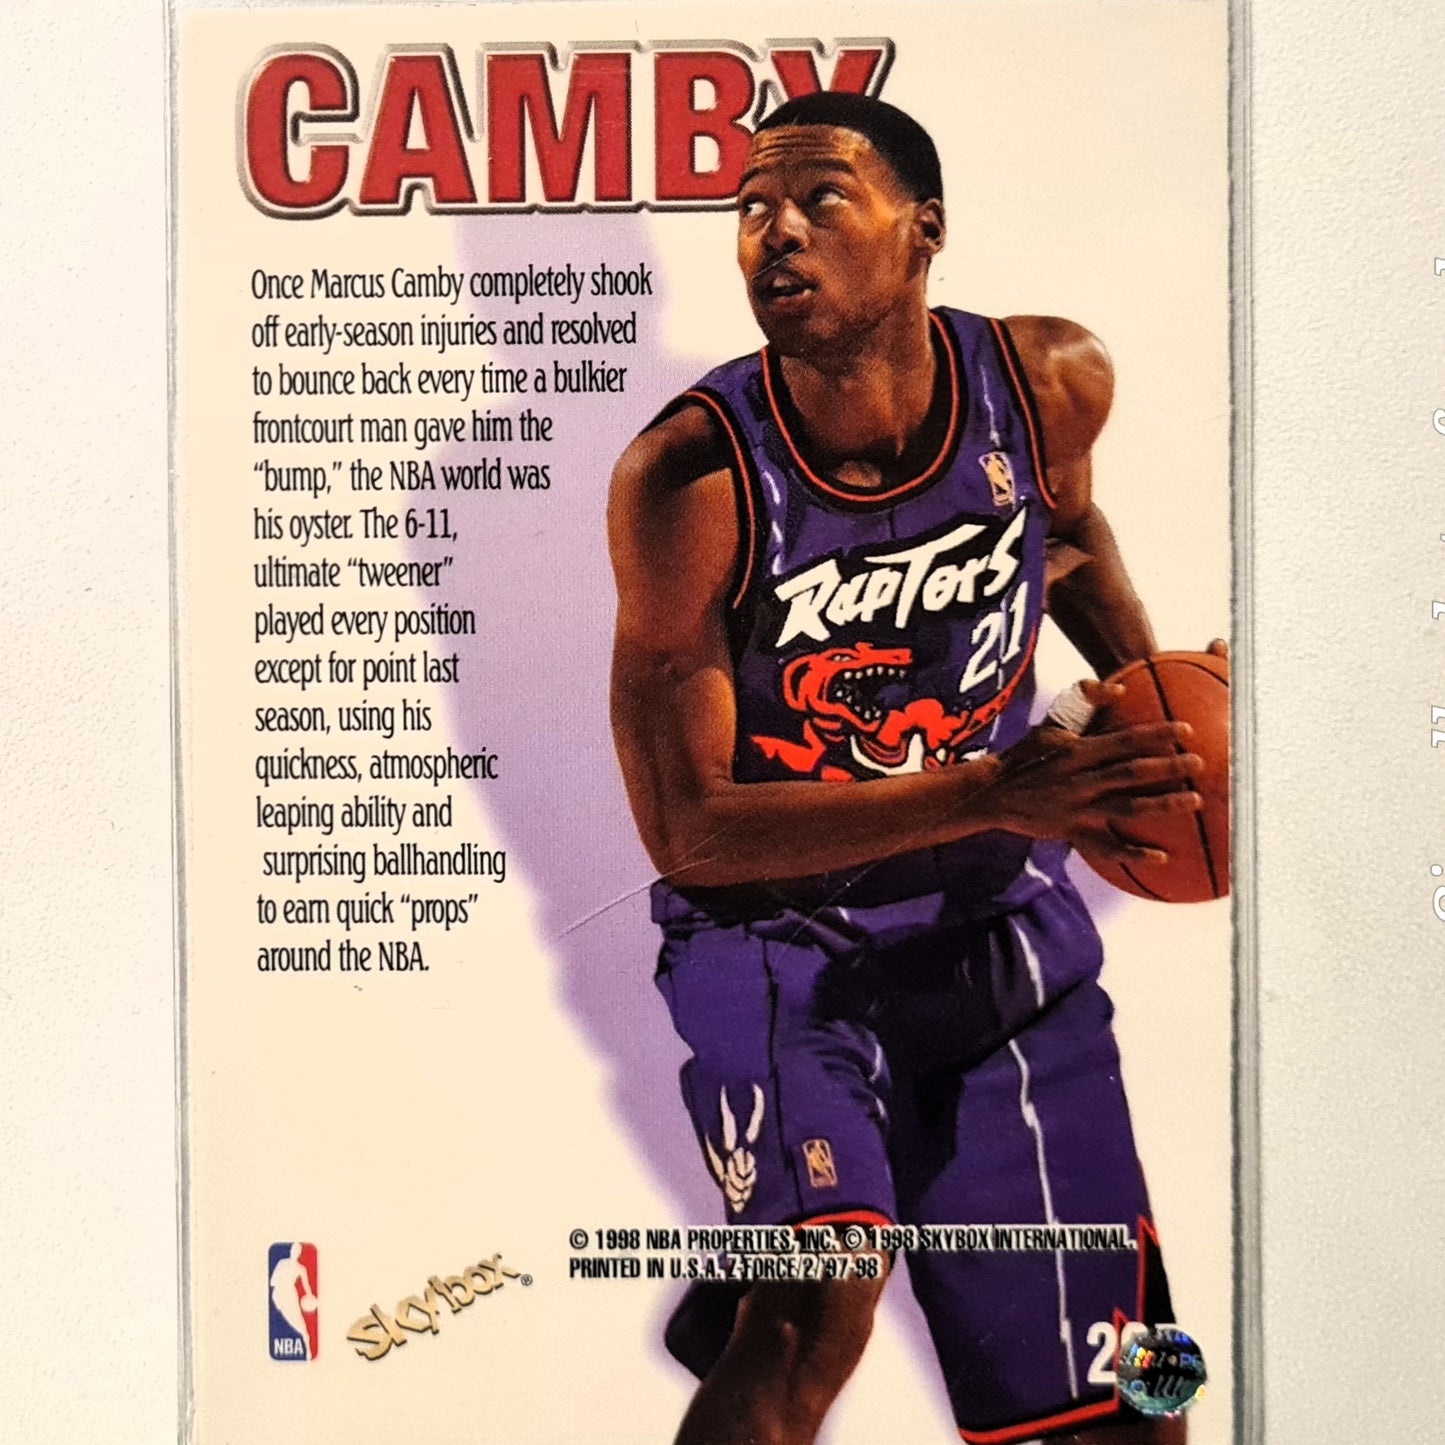 CAMBY
Once Marcus Camby completely shook
off early-season injuries and resolved
to bounce back every time a bulkier
frontcourt man gave him the
“bump,” the NBA world was
his oyster. The 6-11,
ultimate “tweener”
played every position
except for point last
season, using his
quickness, atmospheric
leaping ability and
surprising ballhandling
to earn quick “props”
around the NBA.
RAPTORS
21
© 1998 NBA PROPERTIES, INC. © 1998 SKYBOX INTERNATIONAL.
PRINTED IN U.S.A. Z-FORCE/2/'97-98
NBA
Skybox®